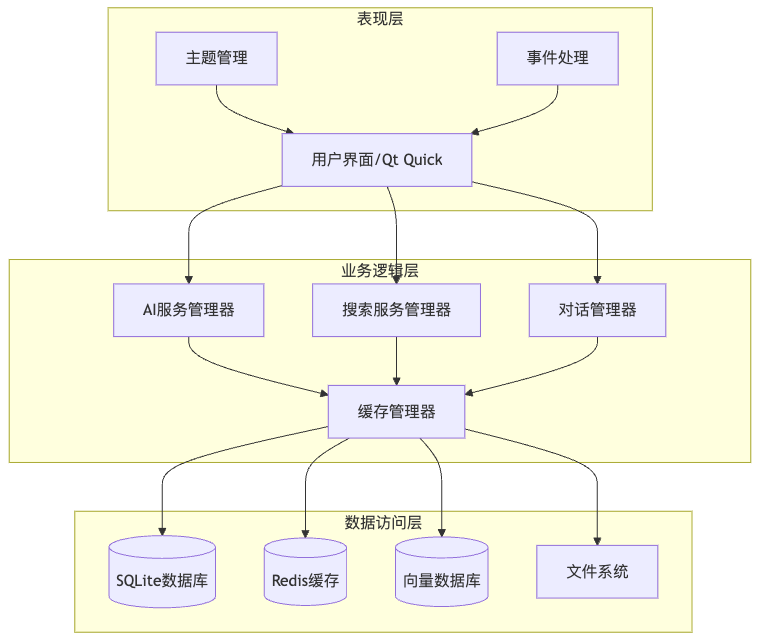 表现层
主题管理
事件处理
用户界面/Qt Quick
业务逻辑层
AI服务管理器
搜索服务管理器
对话管理器
缓存管理器
数据访问层
SQLite数据库
Redis缓存
向量数据库
文件系统